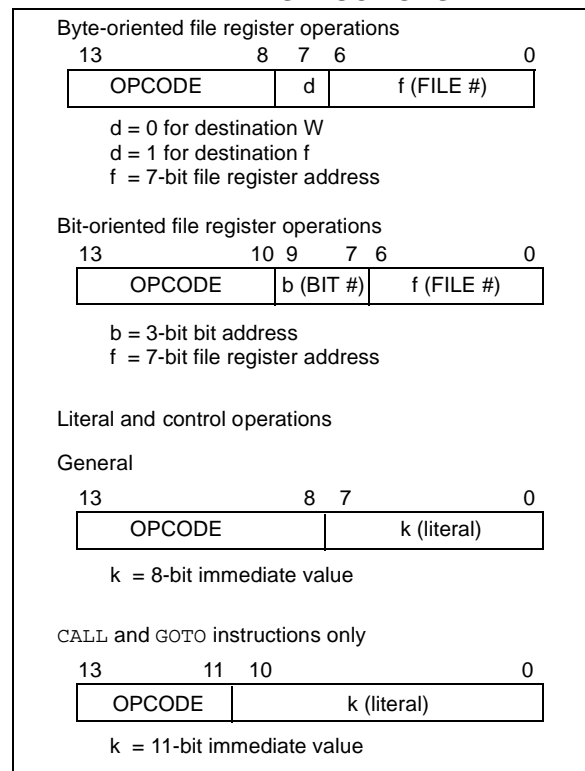 Byte-oriented file register operations
13 8 7 6 0
OPCODE d f (FILE #)
d = 0 for destination W
d = 1 for destination f
f = 7-bit file register address
Bit-oriented file register operations
13 10 9 7 6 0
OPCODE b (BIT #) f (FILE #)
b = 3-bit bit address
f = 7-bit file register address
Literal and control operations
General
13 8 7 0
OPCODE k (literal)
k = 8-bit immediate value
CALL and GOTO instructions only
13 11 10 0
OPCODE k (literal)
k = 11-bit immediate value